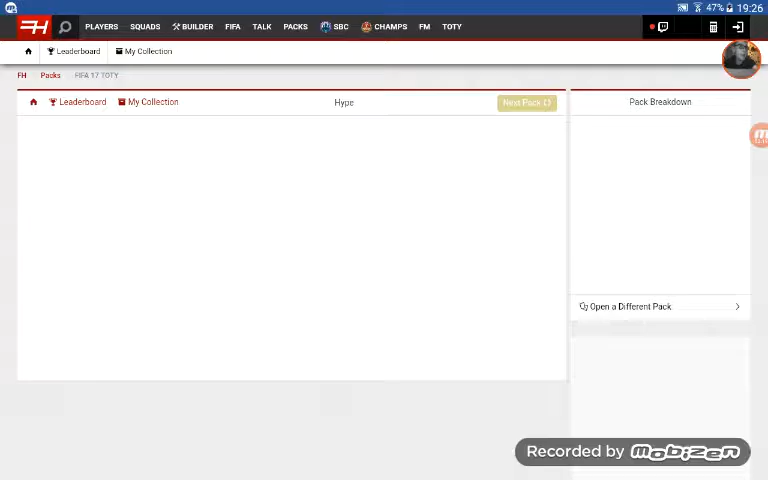 47% 19:26
FH PLAYERS SQUADS BUILDER FIFA TALK PACKS SBC CHAMPS FM TOTY
Leaderboard My Collection
FH Packs FIFA 17 TOTY
Leaderboard My Collection Hype Next Pack
Pack Breakdown
Open a Different Pack
Recorded by mobizen